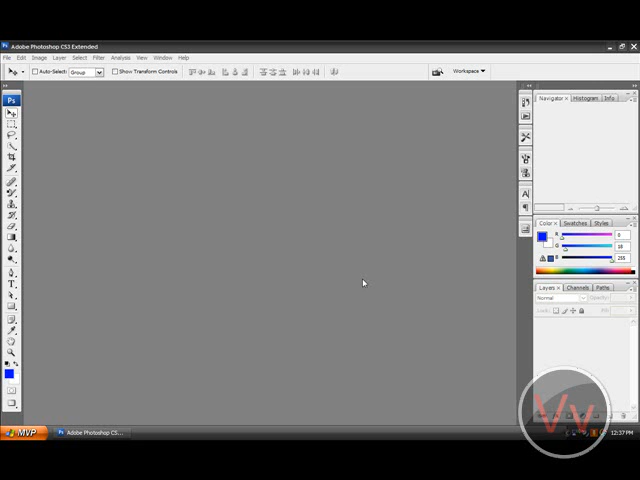 Adobe Photoshop CS3 Extended
File Edit Image Layer Select Filter Analysis View Window Help
Auto-Select: Group Show Transform Controls Workspace
Ps
Navigator Histogram Info
Color Swatches Styles
R 0
G 18
B 255
Layers Channels Paths
Normal Opacity:
Lock: Fill:
T
A
Vv
MVP Adobe Photoshop CS... 12:37 PM